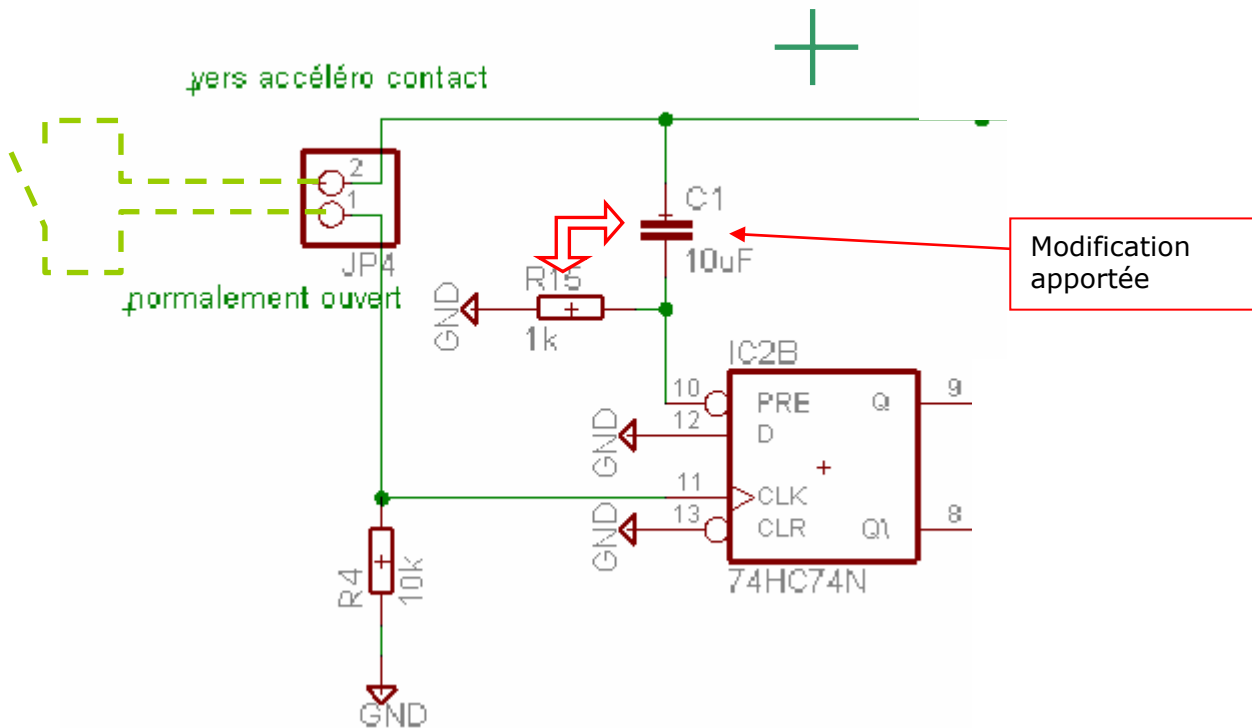 vers accéléro contact
2
1
JP4
normalement ouvert
C1
10uF
Modification
apportée
R15
GND
1k
IC2B
10
PRE
Q
9
12
D
GND
11
CLK
13
CLR
Q\
8
GND
74HC74N
R4
10k
GND